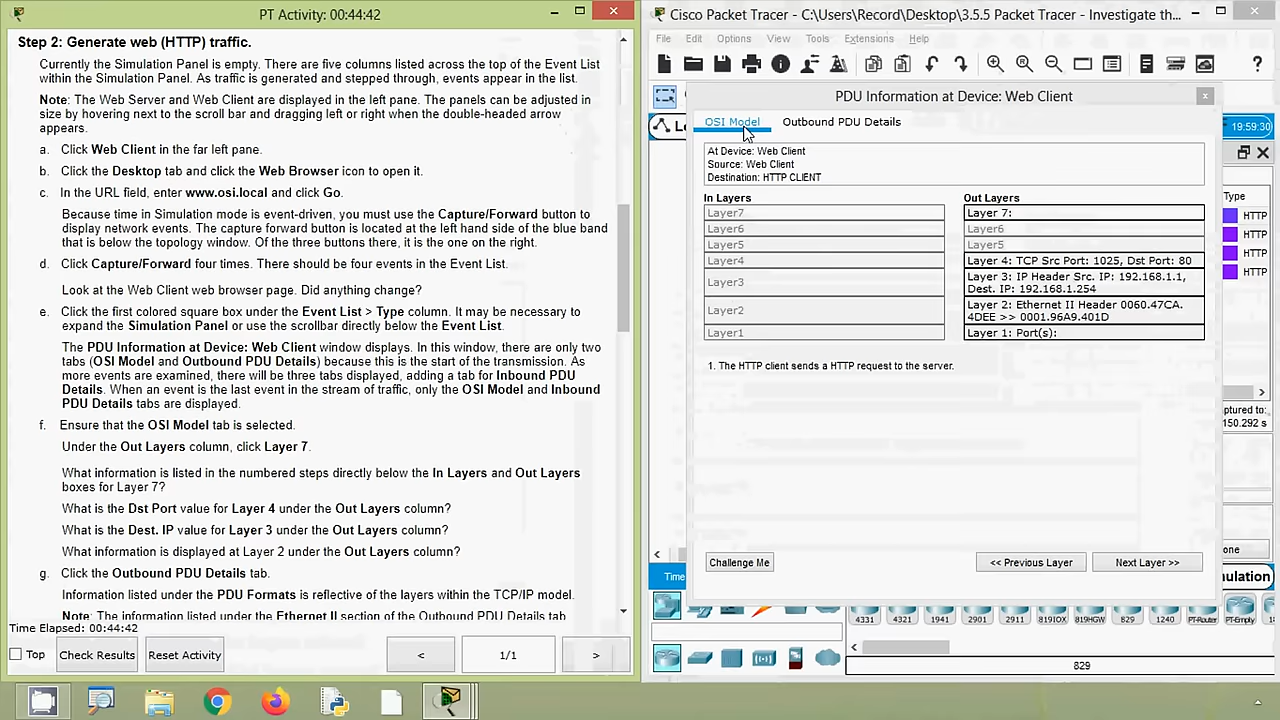 PT Activity: 00:44:42
Step 2: Generate web (HTTP) traffic.
Currently the Simulation Panel is empty. There are five columns listed across the top of the Event List
within the Simulation Panel. As traffic is generated and stepped through, events appear in the list.
Note: The Web Server and Web Client are displayed in the left pane. The panels can be adjusted in
size by hovering next to the scroll bar and dragging left or right when the double-headed arrow
appears.
a. Click Web Client in the far left pane.
b. Click the Desktop tab and click the Web Browser icon to open it.
c. In the URL field, enter www.osi.local and click Go.
Because time in Simulation mode is event-driven, you must use the Capture/Forward button to
display network events. The capture forward button is located at the left hand side of the blue band
that is below the topology window. Of the three buttons there, it is the one on the right.
d. Click Capture/Forward four times. There should be four events in the Event List.
Look at the Web Client web browser page. Did anything change?
e. Click the first colored square box under the Event List > Type column. It may be necessary to
expand the Simulation Panel or use the scrollbar directly below the Event List.
The PDU Information at Device: Web Client window displays. In this window, there are only two
tabs (OSI Model and Outbound PDU Details) because this is the start of the transmission. As
more events are examined, there will be three tabs displayed, adding a tab for Inbound PDU
Details. When an event is the last event in the stream of traffic, only the OSI Model and Inbound
PDU Details tabs are displayed.
f. Ensure that the OSI Model tab is selected.
Under the Out Layers column, click Layer 7.
What information is listed in the numbered steps directly below the In Layers and Out Layers
boxes for Layer 7?
What is the Dst Port value for Layer 4 under the Out Layers column?
What is the Dest. IP value for Layer 3 under the Out Layers column?
What information is displayed at Layer 2 under the Out Layers column?
g. Click the Outbound PDU Details tab.
Information listed under the PDU Formats is reflective of the layers within the TCP/IP model.
Note: The information listed under the Ethernet II section of the Outbound PDU Details tab
Time Elapsed: 00:44:42
Top
Check Results
Reset Activity
<
1/1
>
Cisco Packet Tracer - C:\Users\Record\Desktop\3.5.5 Packet Tracer - Investigate th...
File Edit Options View Tools Extensions Help
PDU Information at Device: Web Client
OSI Model
Outbound PDU Details
19:59:30
At Device: Web Client
Source: Web Client
Destination: HTTP CLIENT
In Layers
Layer7
Layer6
Layer5
Layer4
Layer3
Layer2
Layer1
Out Layers
Layer 7:
Layer6
Layer5
Layer 4: TCP Src Port: 1025, Dst Port: 80
Layer 3: IP Header Src. IP: 192.168.1.1,
Dest. IP: 192.168.1.254
Layer 2: Ethernet II Header 0060.47CA.
4DEE >> 0001.96A9.401D
Layer 1: Port(s):
Type
HTTP
HTTP
HTTP
HTTP
1. The HTTP client sends a HTTP request to the server.
ptured to:
150.292 s
Challenge Me
<< Previous Layer
Next Layer >>
one
Time
ulation
4331 4321 1941 2901 2911 819IOX 819HGW 829 1240 PT-Router PT-Empty
829